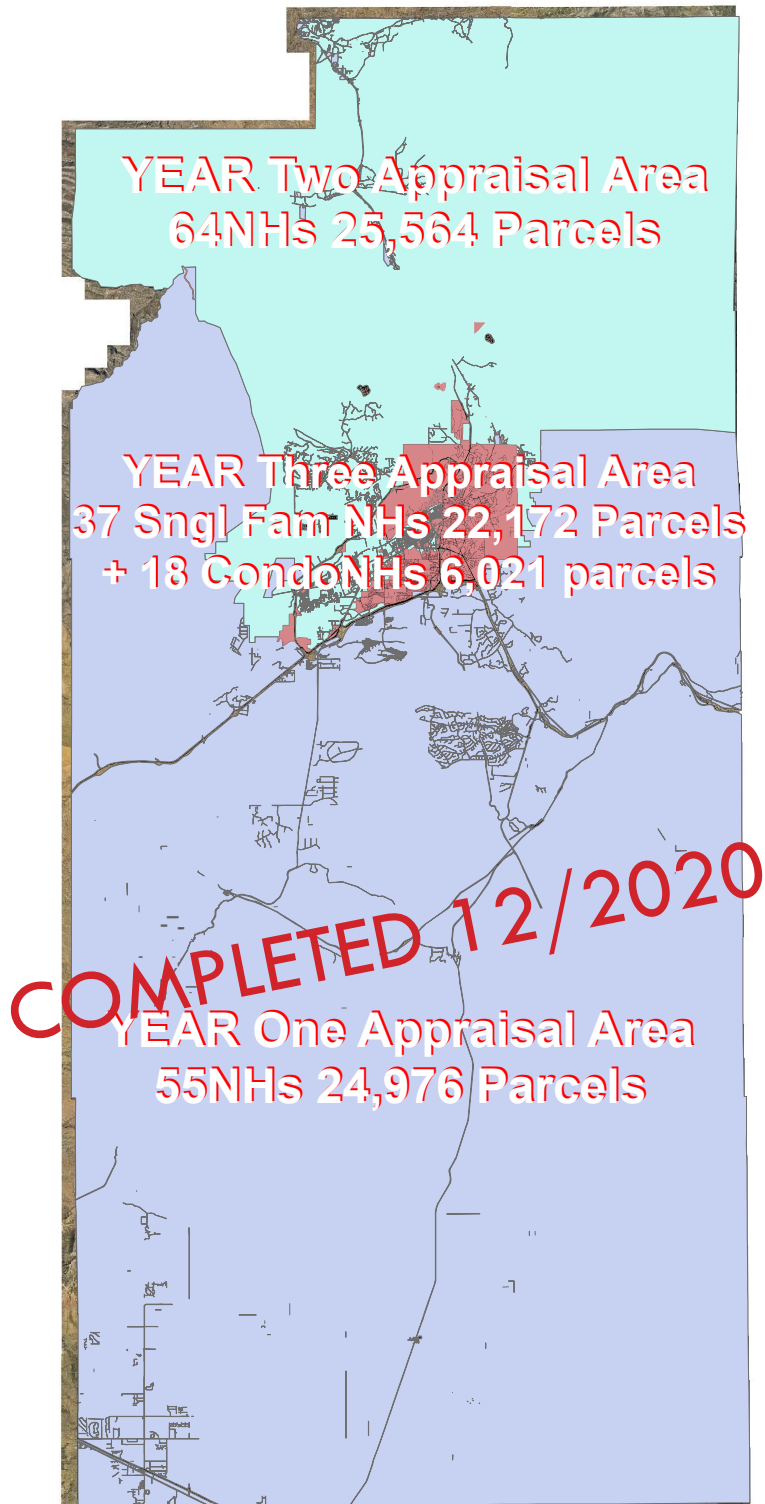 YEAR Two Appraisal Area
64NHs 25,564 Parcels
YEAR Three Appraisal Area
37 Sngl Fam NHs 22,172 Parcels
+ 18 CondoNHs 6,021 parcels
COMPLETED 12/2020
YEAR One Appraisal Area
55NHs 24,976 Parcels